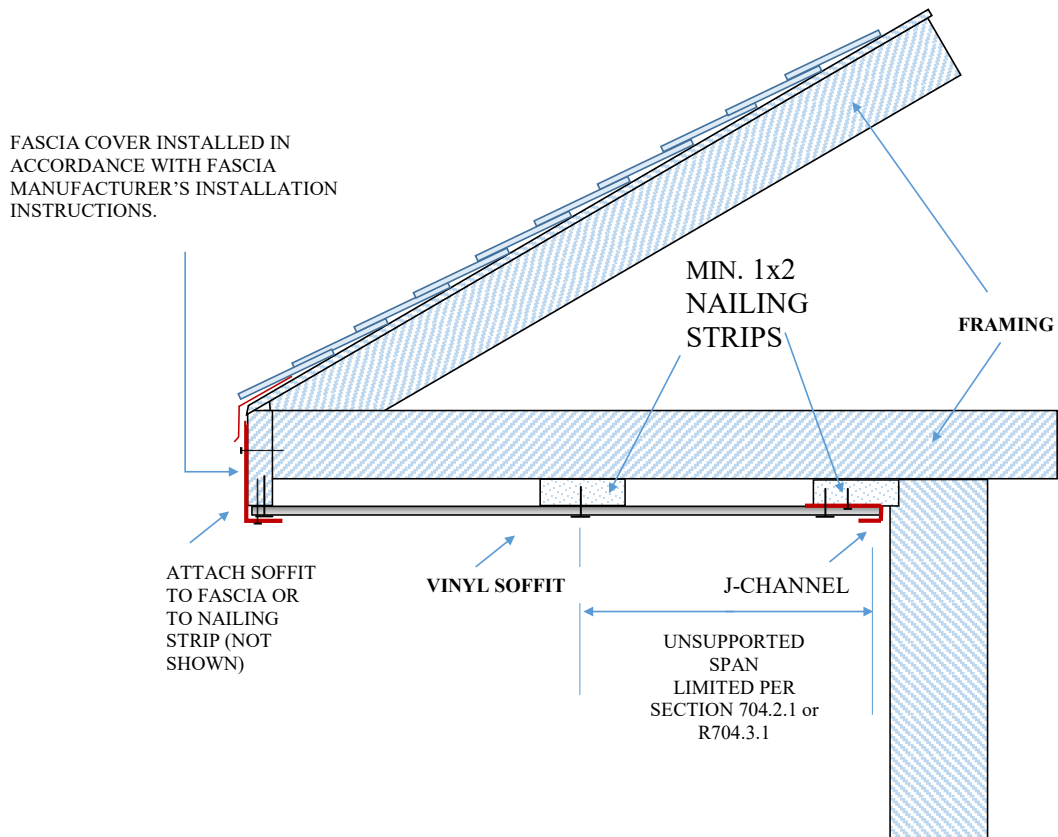 FASCIA COVER INSTALLED IN
ACCORDANCE WITH FASCIA
MANUFACTURER’S INSTALLATION
INSTRUCTIONS.
MIN. 1x2
NAILING
STRIPS
FRAMING
ATTACH SOFFIT
TO FASCIA OR
TO NAILING
STRIP (NOT
SHOWN)
VINYL SOFFIT
J-CHANNEL
UNSUPPORTED
SPAN
LIMITED PER
SECTION 704.2.1 or
R704.3.1